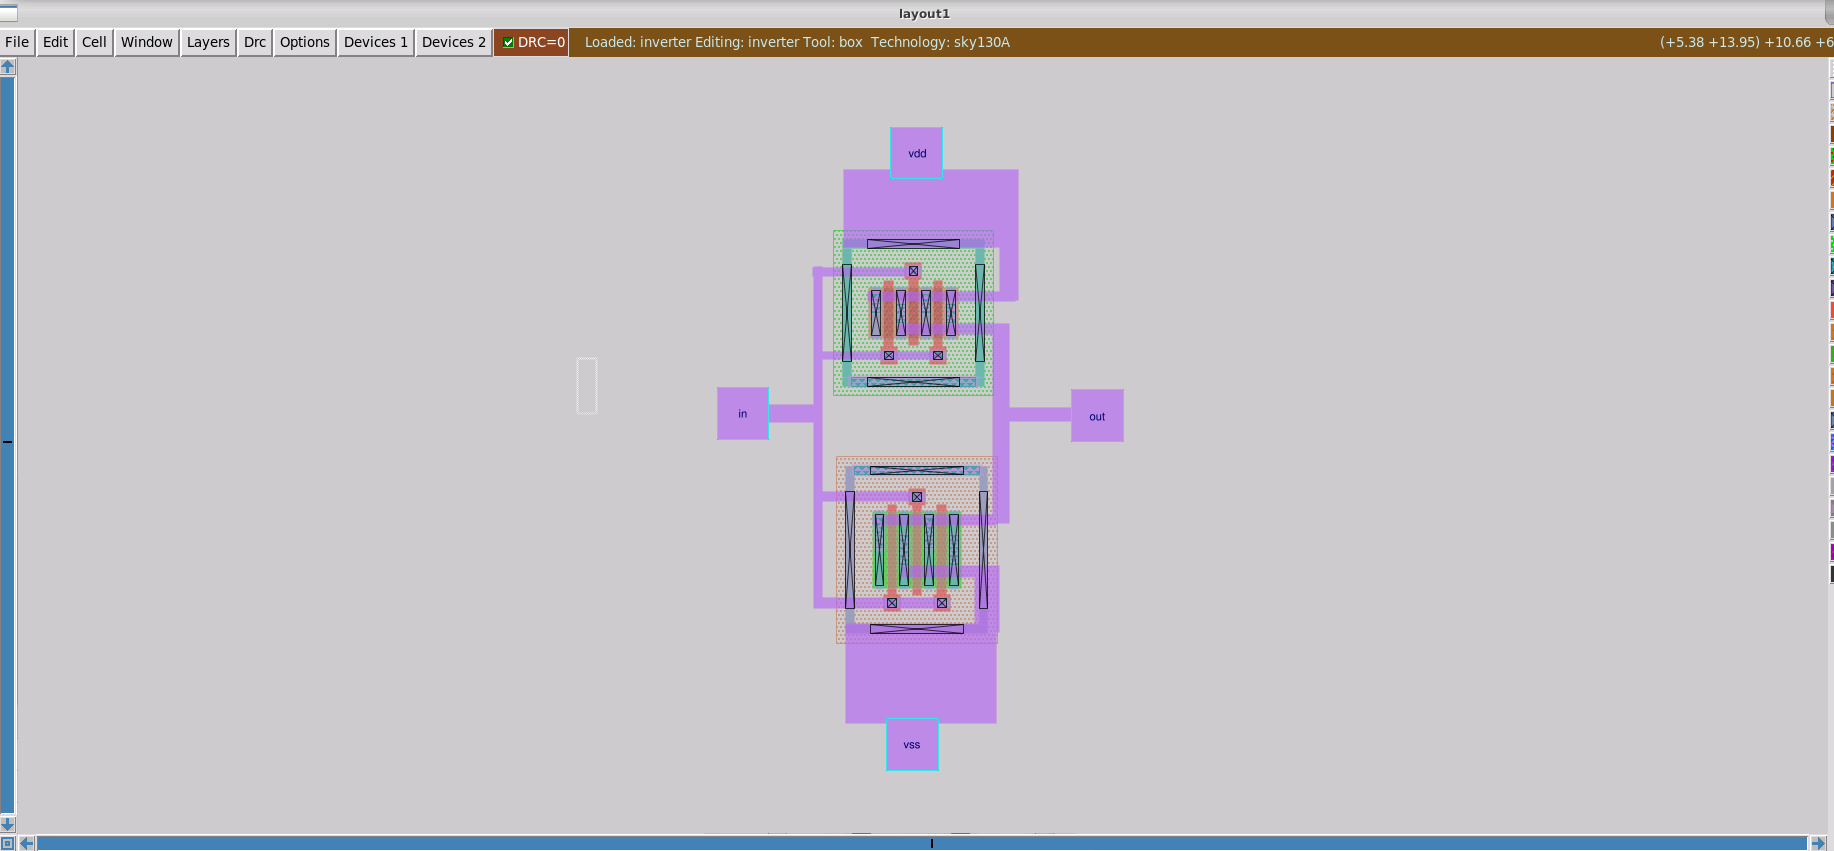 layout1
File Edit Cell Window Layers Drc Options Devices 1 Devices 2 DRC=0 Loaded: inverter Editing: inverter Tool: box Technology: sky130A (+5.38 +13.95) +10.66 +6
vdd
in
out
vss